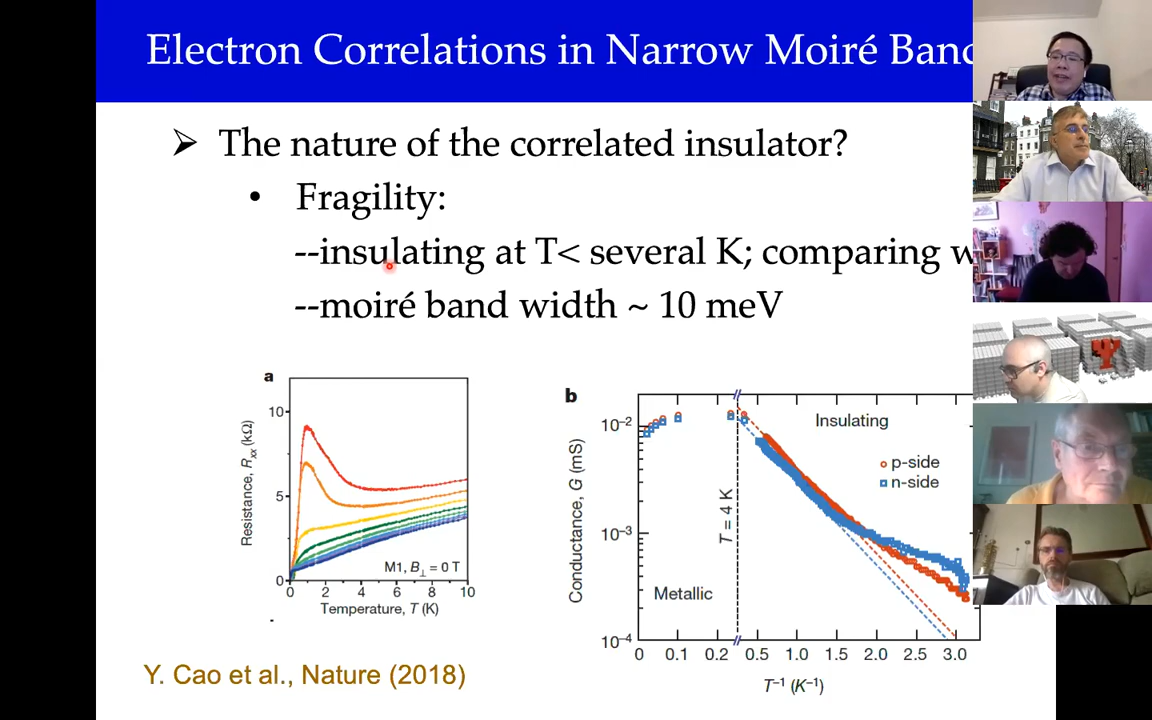 Electron Correlations in Narrow Moiré Band
➤ The nature of the correlated insulator?
• Fragility:
--insulating at T< several K; comparing w
--moiré band width ~ 10 meV
a
Resistance, Rxx (kΩ)
10
5
0
M1, B⊥ = 0 T
0 2 4 6 8 10
Temperature, T (K)
b
Conductance, G (mS)
10⁻²
10⁻³
10⁻⁴
Insulating
p-side
n-side
T = 4 K
Metallic
0 0.1 0.2 0.5 1.0 1.5 2.0 2.5 3.0
T⁻¹ (K⁻¹)
Y. Cao et al., Nature (2018)